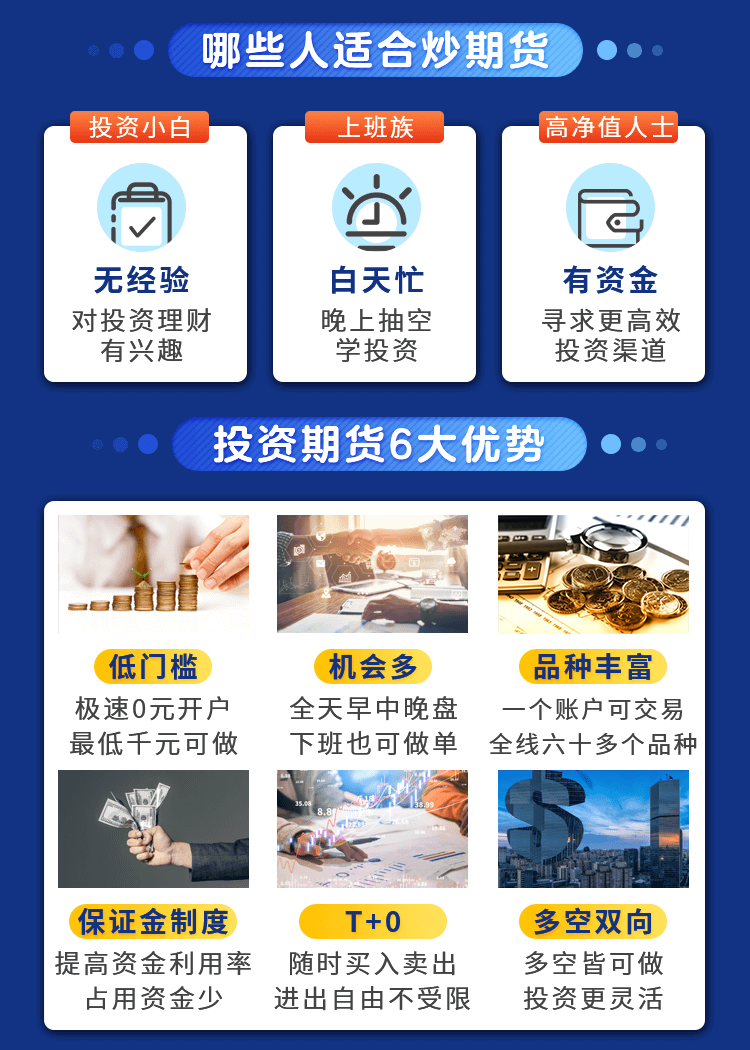 哪些人适合炒期货
投资小白
上班族
高净值人士
无经验
白天忙
有资金
对投资理财
有兴趣
晚上抽空
学投资
寻求更高效
投资渠道
投资期货6大优势
低门槛
机会多
品种丰富
极速0元开户
最低千元可做
全天早中晚盘
下班也可做单
一个账户可交易
全线六十多个品种
35.08
38.99
保证金制度
T+0
多空双向
提高资金利用率
占用资金少
随时买入卖出
进出自由不受限
多空皆可做
投资更灵活